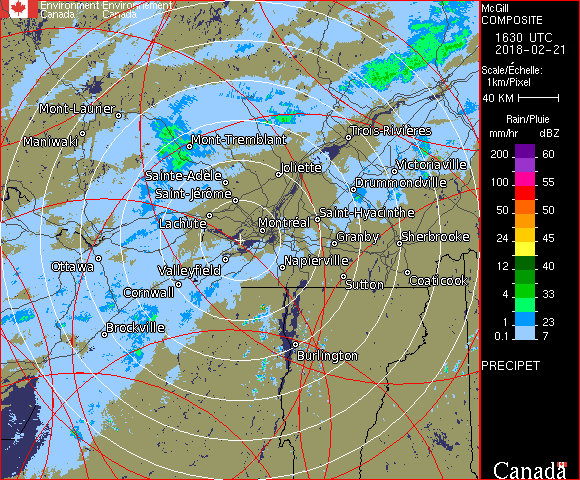 Environment Environnement
Canada Canada
McGill
COMPOSITE
1630 UTC
2018-02-21
Scale/Échelle:
1km/Pixel
40 KM
Rain/Pluie
mm/hr dBZ
200 60
150 55
100 55
50 50
45
24 45
12 40
4 33
1 23
0.1 7
PRECIPET
Canada
Mont-Laurier
Maniwaki
Mont-Tremblant
Trois-Rivières
Joliette
Victoriaville
Sainte-Adèle
Drummondville
Saint-Jérôme
Saint-Hyacinthe
Lachute
Montréal
Granby
Sherbrooke
Ottawa
Valleyfield
Napierville
Sutton
Coaticook
Cornwall
Brockville
Burlington